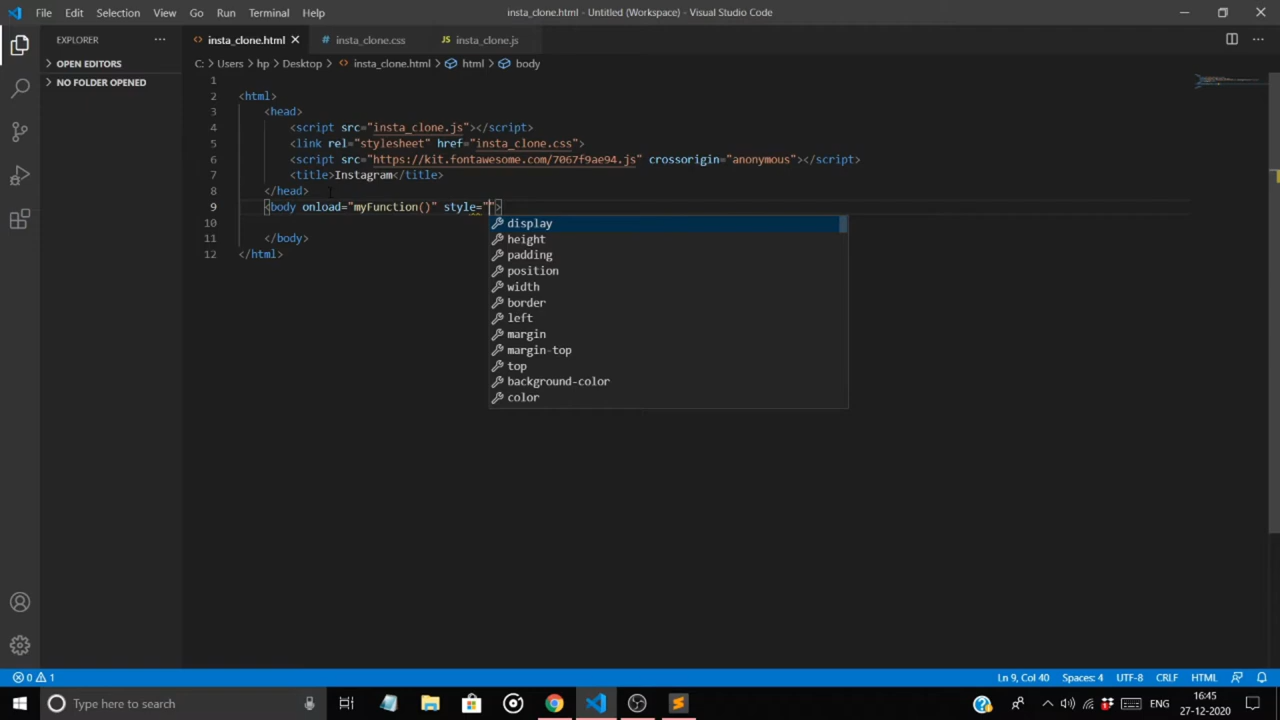 File Edit Selection View Go Run Terminal Help insta_clone.html - Untitled (Workspace) - Visual Studio Code
EXPLORER
insta_clone.html insta_clone.css JS insta_clone.js
C: > Users > hp > Desktop > insta_clone.html > html > body
OPEN EDITORS
NO FOLDER OPENED
1
2 <html>
3 <head>
4 <script src="insta_clone.js"></script>
5 <link rel="stylesheet" href="insta_clone.css">
6 <script src="https://kit.fontawesome.com/7067f9ae94.js" crossorigin="anonymous"></script>
7 <title>Instagram</title>
8 </head>
9 <body onload="myFunction()" style="">
10
11 </body>
12 </html>
display
height
padding
position
width
border
left
margin
margin-top
top
background-color
color
0 1 Ln 9, Col 40 Spaces: 4 UTF-8 CRLF HTML
Type here to search ENG 16:45
27-12-2020